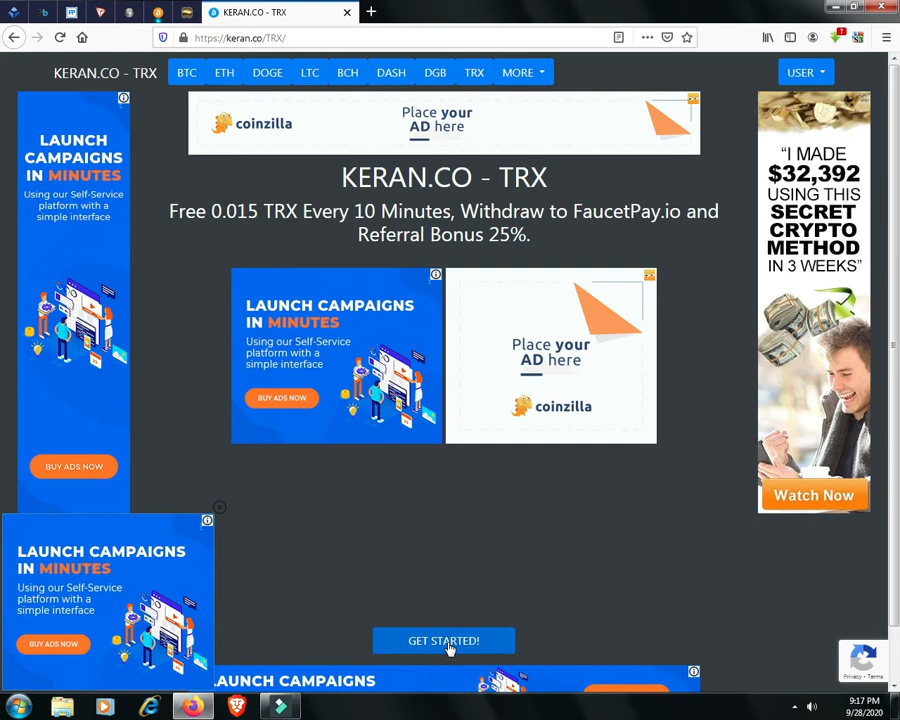 KERAN.CO - TRX
https://keran.co/TRX/
KERAN.CO - TRX
BTC
ETH
DOGE
LTC
BCH
DASH
DGB
TRX
MORE
USER
LAUNCH
CAMPAIGNS
IN MINUTES
Using our Self-Service
platform with a
simple interface
BUY ADS NOW
coinzilla
Place your
AD here
KERAN.CO - TRX
Free 0.015 TRX Every 10 Minutes, Withdraw to FaucetPay.io and
Referral Bonus 25%.
LAUNCH CAMPAIGNS
IN MINUTES
Using our Self-Service
platform with a
simple interface
BUY ADS NOW
Place your
AD here
coinzilla
“I MADE
$32,392
USING THIS
SECRET
CRYPTO
METHOD
IN 3 WEEKS”
Watch Now
LAUNCH CAMPAIGNS
IN MINUTES
Using our Self-Service
platform with a
simple interface
BUY ADS NOW
GET STARTED!
LAUNCH CAMPAIGNS
Privacy - Terms
9:17 PM
9/28/2020